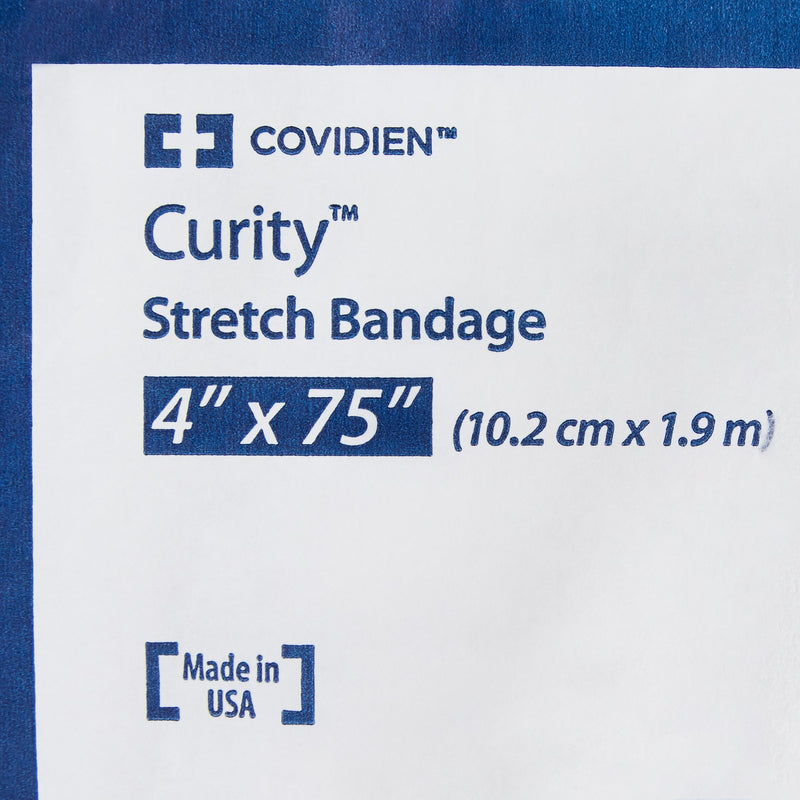 COVIDIEN™
Curity™
Stretch Bandage
4” x 75” (10.2 cm x 1.9 m)
Made in
USA